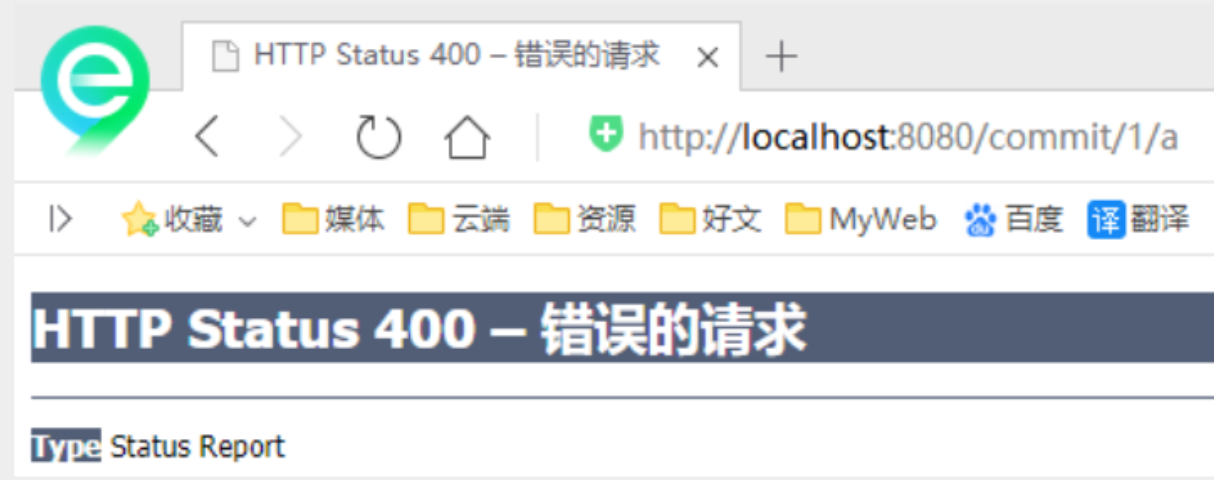 HTTP Status 400 – 错误的请求
http://localhost:8080/commit/1/a
收藏 媒体 云端 资源 好文 MyWeb 百度 译 翻译
HTTP Status 400 – 错误的请求
Type Status Report